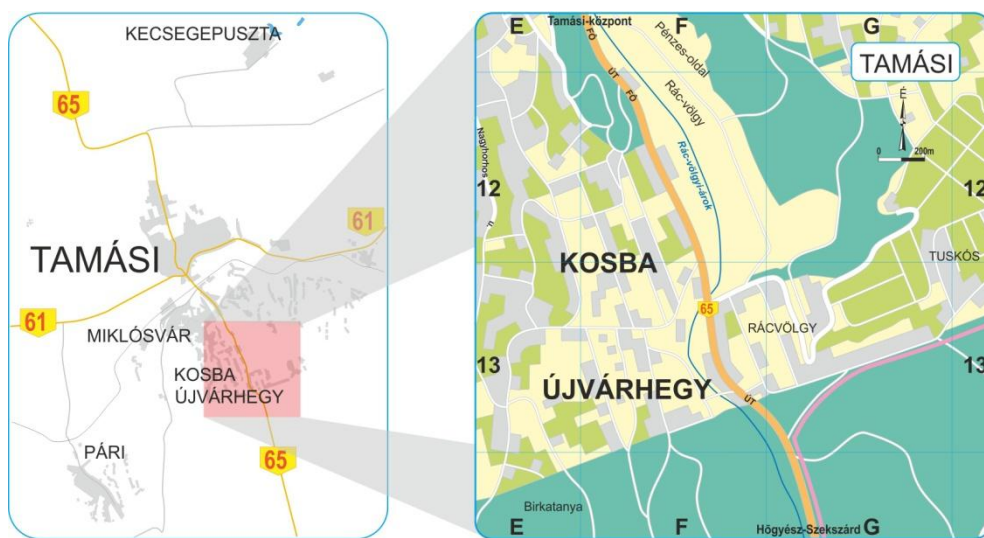 KECSEGEPUSZTA
65
61
TAMÁSI
61
MIKLÓSVÁR
KOSBA
ÚJVÁRHEGY
PÁRI
65
E
Tamási-központ
F
G
FŐ
ÚT
FŐ
Pénzes-oldal
TAMÁSI
É
0 200m
Rác-völgy
Rác-völgyi-árok
Nagyhorhos
12
12
KOSBA
TUSKÓS
65
RÁCVÖLGY
13
13
ÚJVÁRHEGY
ÚT
Birkatanya
E
F
Hőgyész-Szekszárd
G